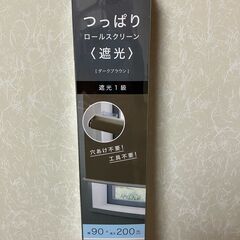 つっぱり
ロールスクリーン
〈遮光〉
[ダークブラウン]
遮光1級
穴あけ不要!
工具不要!
幅90×高さ200cm